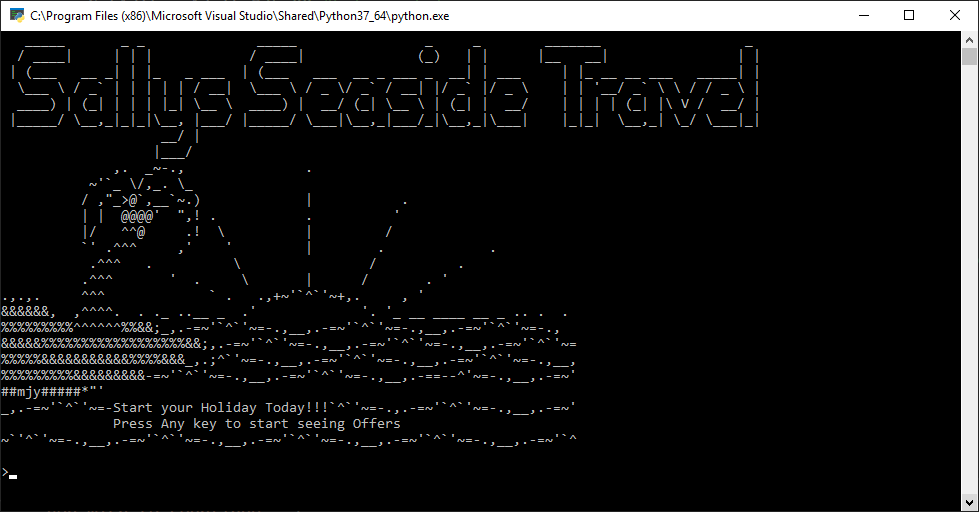 C:\Program Files (x86)\Microsoft Visual Studio\Shared\Python37_64\python.exe
Sallys Seaside Travel
##mjy#####*"'
Start your Holiday Today!!!
Press Any key to start seeing Offers
>